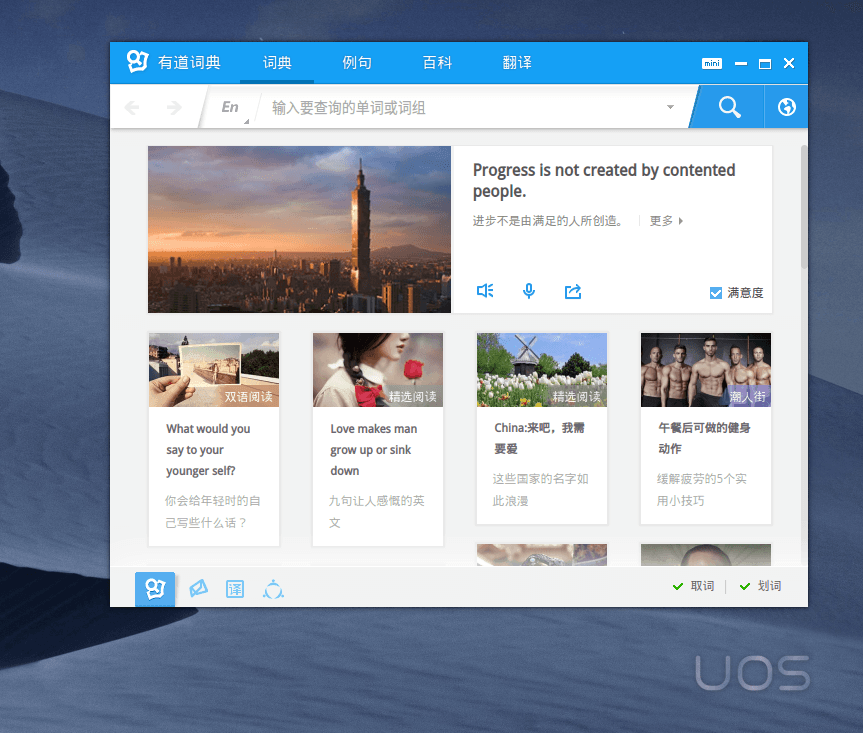 有道词典
词典
例句
百科
翻译
mini
En
输入要查询的单词或词组
Progress is not created by contented
people.
进步不是由满足的人所创造。
更多
满意度
双语阅读
What would you
say to your
younger self?
你会给年轻时的自
己写些什么话？
精选阅读
Love makes man
grow up or sink
down
九句让人感慨的英
文
精选阅读
China:来吧，我需
要爱
这些国家的名字如
此浪漫
潮人街
午餐后可做的健身
动作
缓解疲劳的5个实
用小技巧
译
取词
划词
UOS